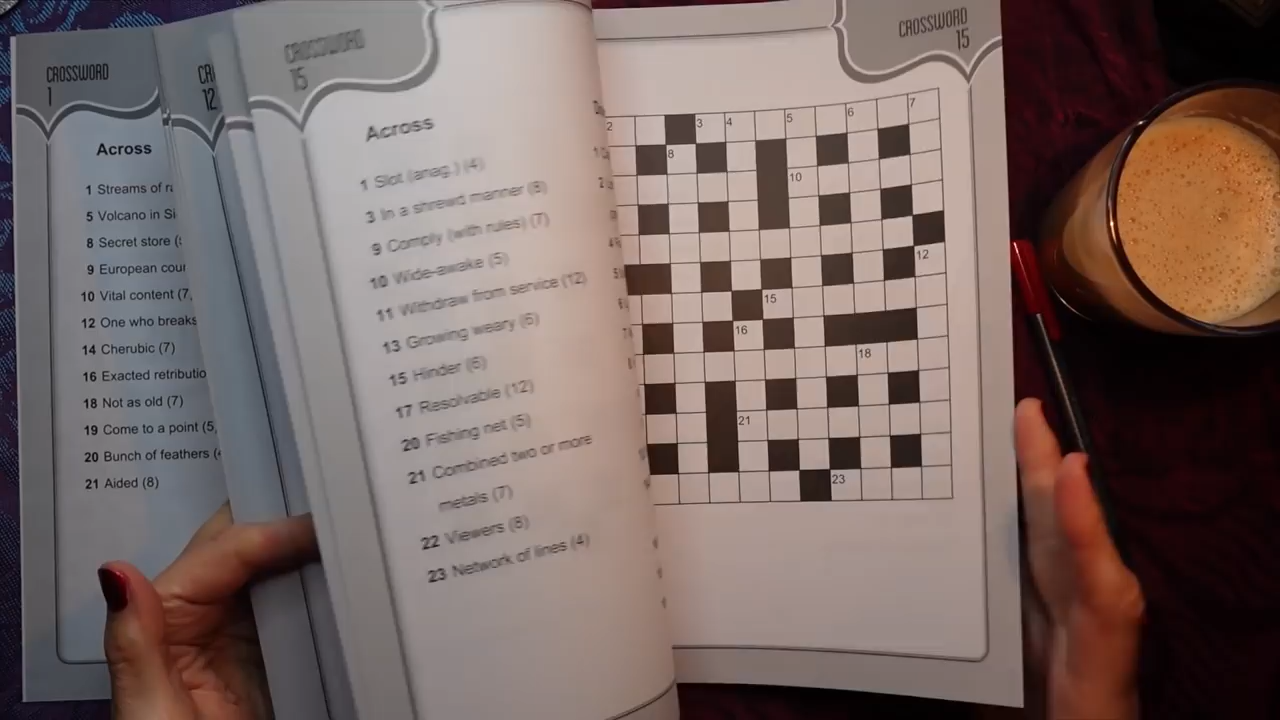 CROSSWORD
1
Across
1 Streams of
5 Volcano in
8 Secret store
9 European
10 Vital content (7,
12 One who breaks
14 Cherubic (7)
16 Exacted
18 Not as old (7)
19 Come to a point (5,
20 Bunch of feathers
21 Aided (8)
12
CROSSWORD
15
Across
1 Slot (anag.) (4)
3 In a shrewd manner (8)
9 Comply (with rules) (7)
10 Wide-awake (5)
11 Withdraw from service (12)
13 Growing weary (6)
15 Hinder (6)
17 Resolvable (12)
20 Fishing net (5)
21 Combined two or more
metals (7)
22 Viewers (8)
23 Network of lines (4)
CROSSWORD
15
2 3 4 5 6 7
8
10
12
15
16
18
21
23